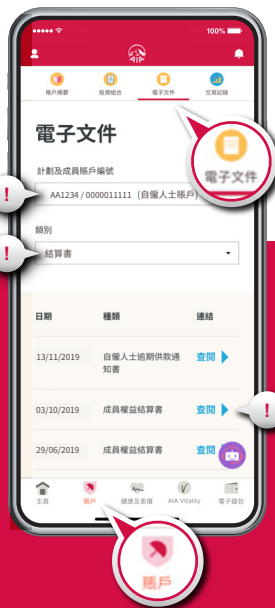 100%
AIA
賬戶摘要 投資組合 電子文件 交易記錄
電子文件
電子文件
計劃及成員賬戶編號
! AA1234 / 0000011111 (自僱人士賬戶)
類別
! 結算書
日期 種類 連結
13/11/2019 自僱人士逾期供款通知書 查閱
03/10/2019 成員權益結算書 查閱 !
29/06/2019 成員權益結算書 查閱
主頁 賬戶 健康及索償 AIA Vitality 電子錢包
賬戶